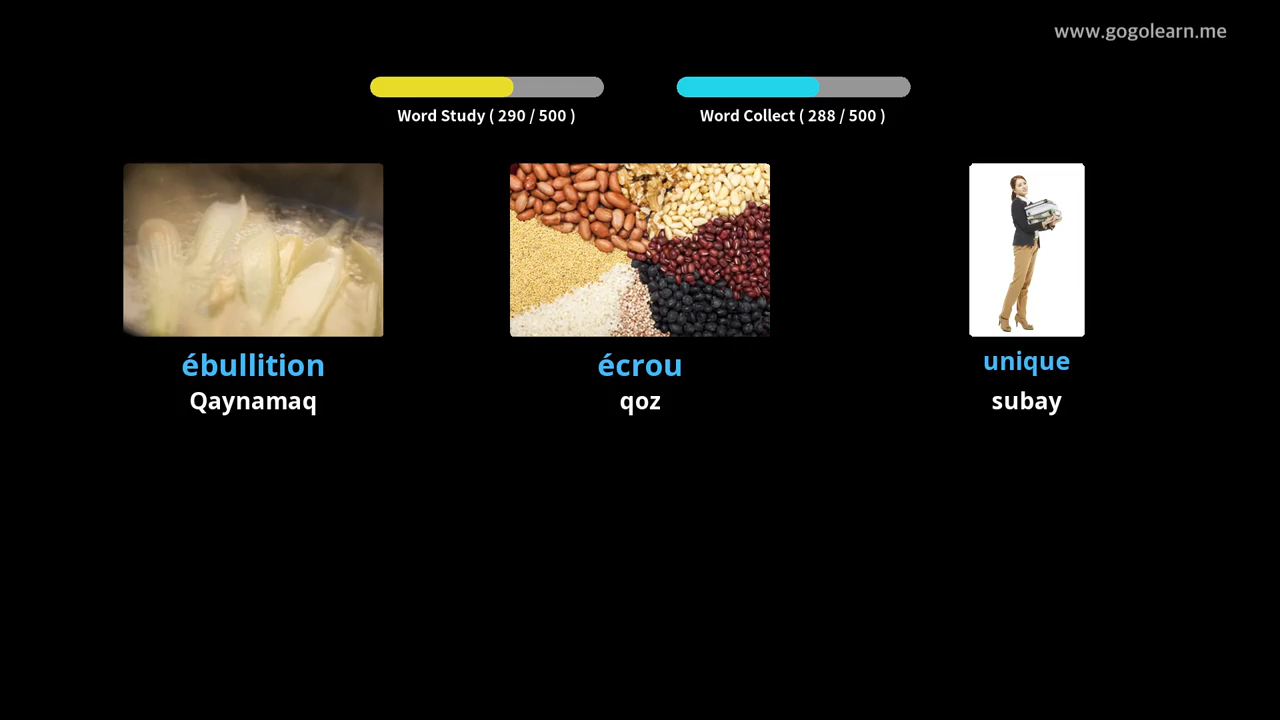 www.gogolearn.me
Word Study ( 290 / 500 )
Word Collect ( 288 / 500 )
ébullition
Qaynamaq
écrou
qoz
unique
subay